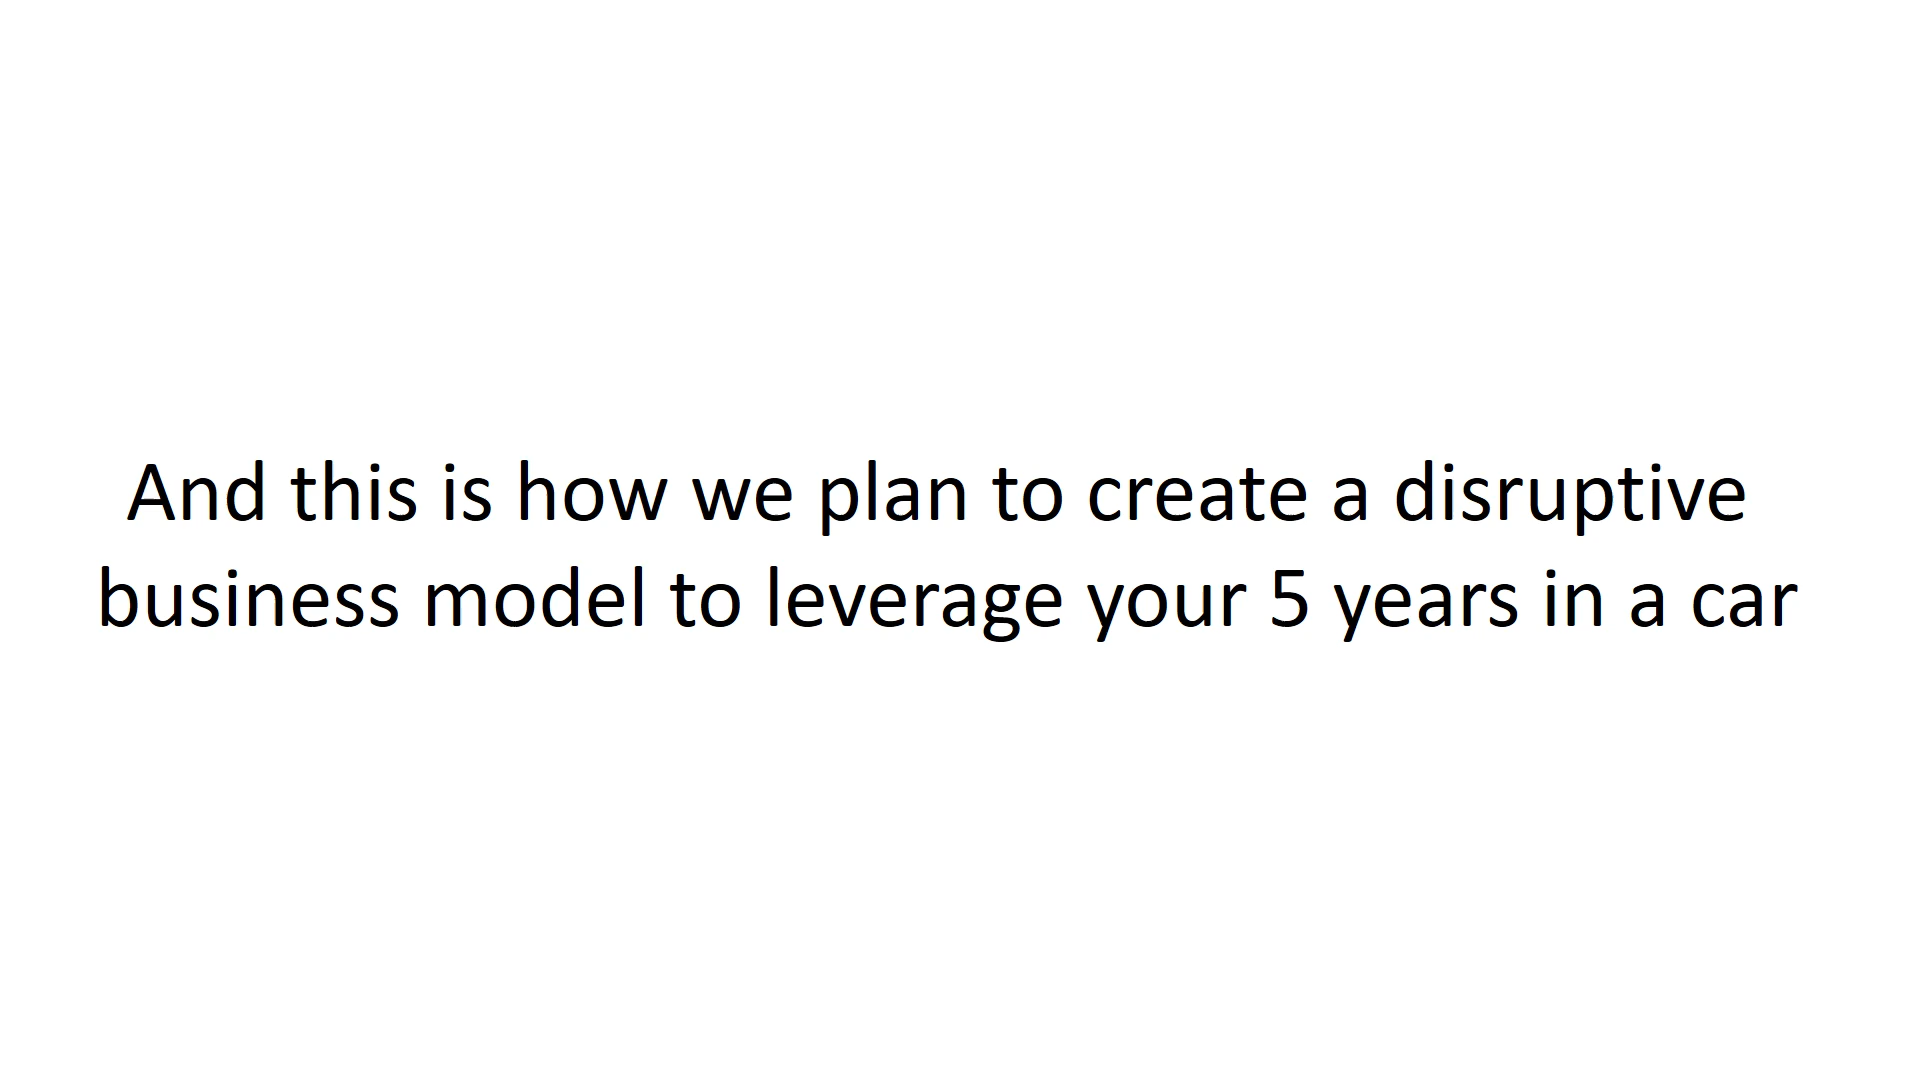 And this is how we plan to create a disruptive
business model to leverage your 5 years in a car